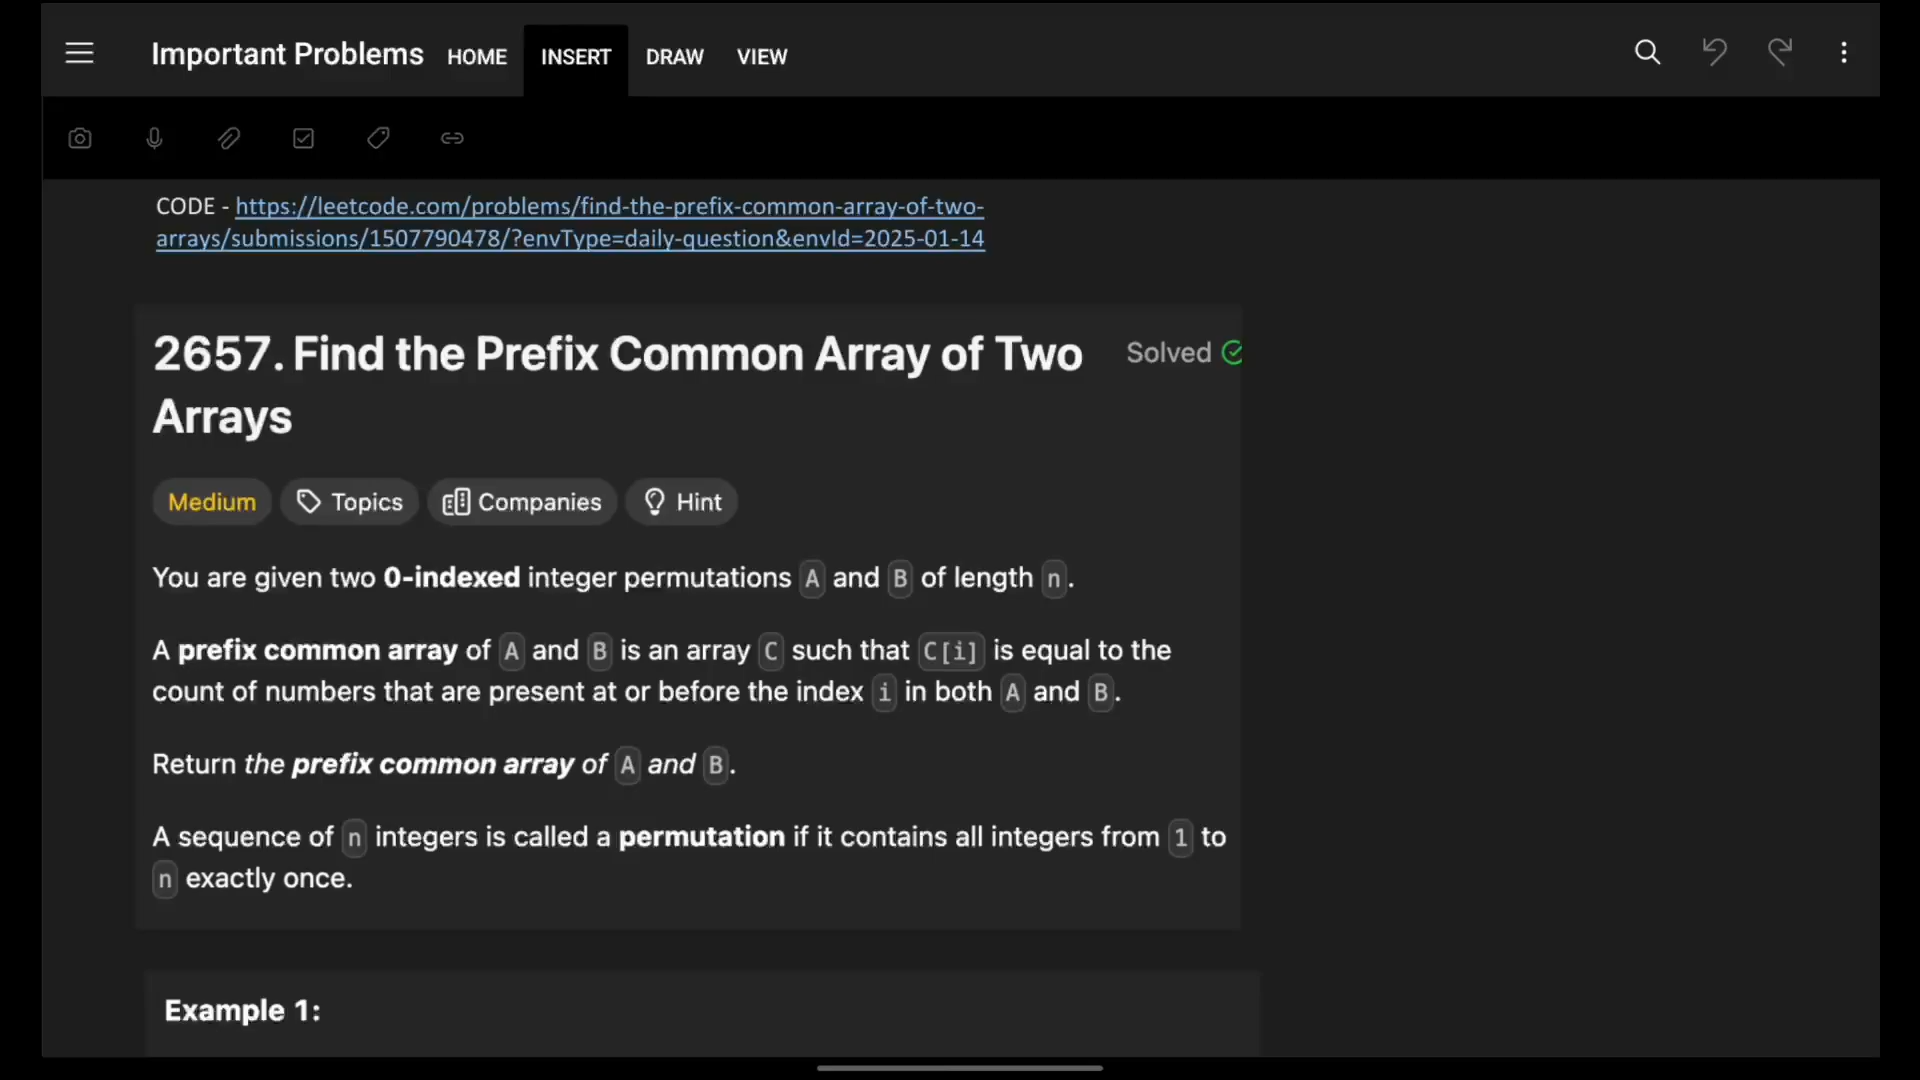 Important Problems HOME INSERT DRAW VIEW
CODE - https://leetcode.com/problems/find-the-prefix-common-array-of-two-
arrays/submissions/1507790478/?envType=daily-question&envId=2025-01-14
2657. Find the Prefix Common Array of Two Solved
Arrays
Medium Topics Companies Hint
You are given two 0-indexed integer permutations A and B of length n.
A prefix common array of A and B is an array C such that C[i] is equal to the
count of numbers that are present at or before the index i in both A and B.
Return the prefix common array of A and B.
A sequence of n integers is called a permutation if it contains all integers from 1 to
n exactly once.
Example 1: